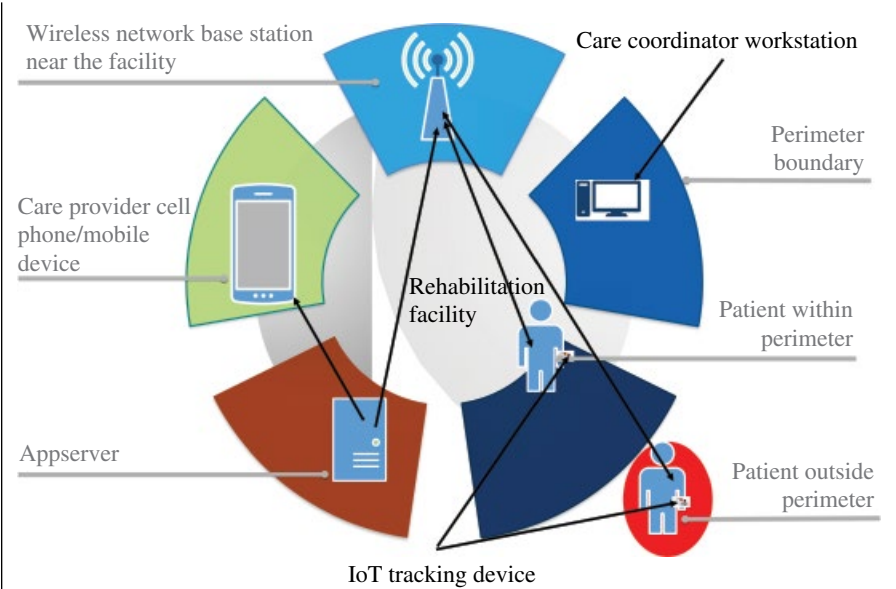 Wireless network base station
near the facility
Care coordinator workstation
Perimeter
boundary
Care provider cell
phone/mobile
device
Rehabilitation
facility
Patient within
perimeter
Appserver
Patient outside
perimeter
IoT tracking device